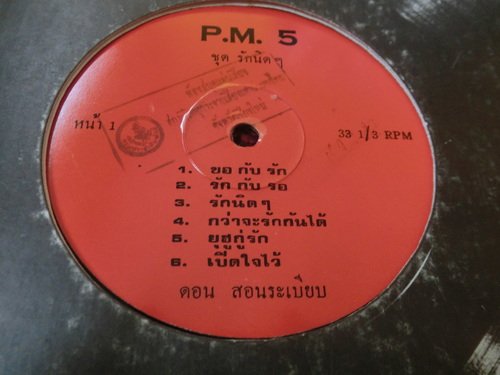 P.M. 5
ชุด รักนิดๆ
หน้า 1
33 1/3 RPM
1. ขอ กับ รัก
2. รัก กับ รอ
3. รักนิดๆ
4. กว่าจะรักกันได้
5. ยุฮูกู่รัก
6. เปิดใจไว้
ดอน สอนระเบียบ